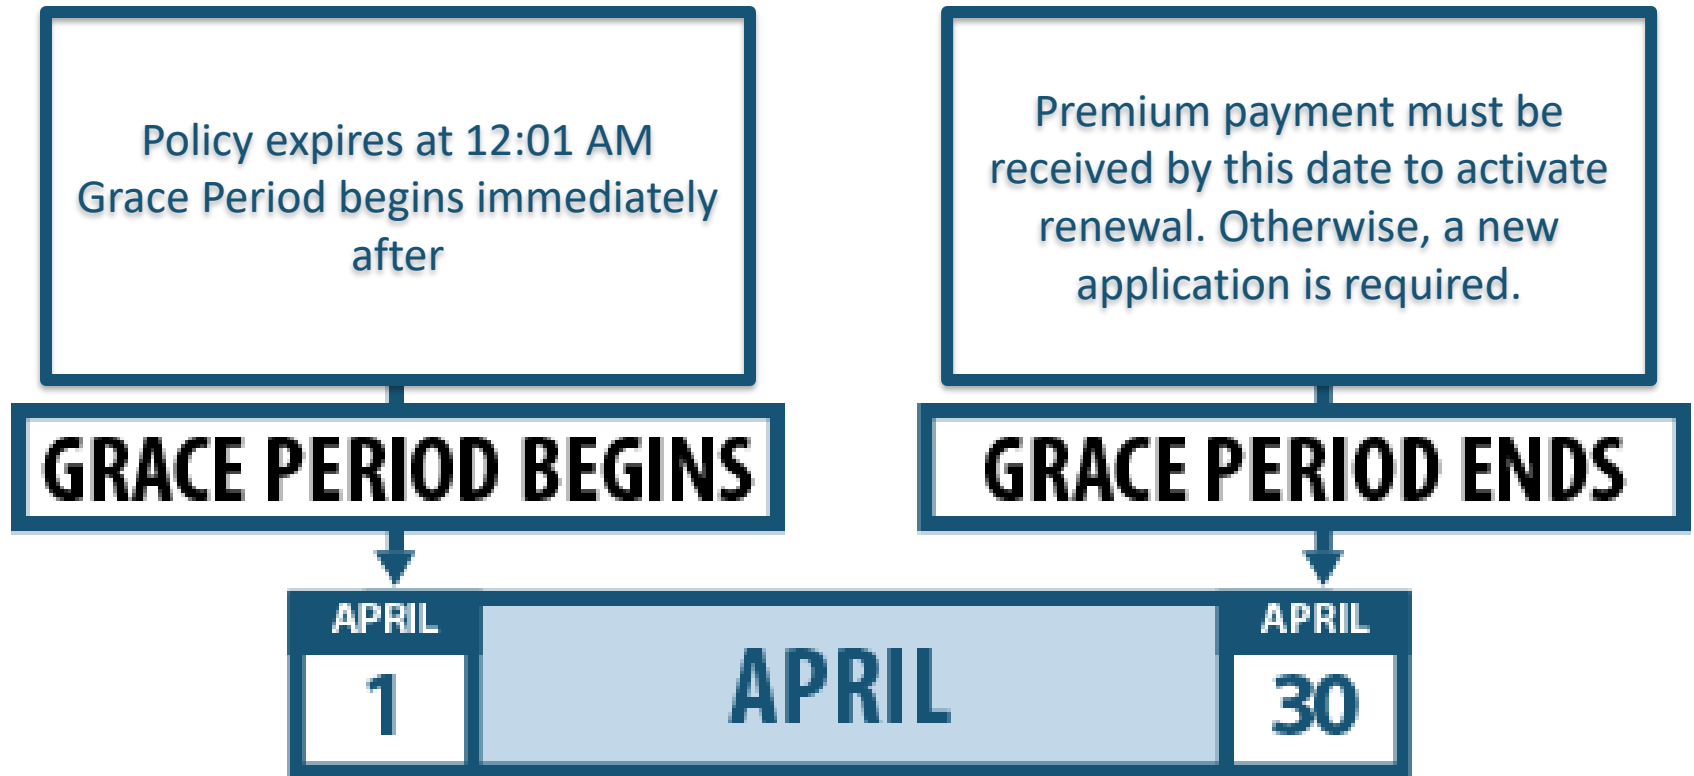 Policy expires at 12:01 AM
Grace Period begins immediately
after
Premium payment must be
received by this date to activate
renewal. Otherwise, a new
application is required.
GRACE PERIOD BEGINS
GRACE PERIOD ENDS
APRIL
1
APRIL
APRIL
30